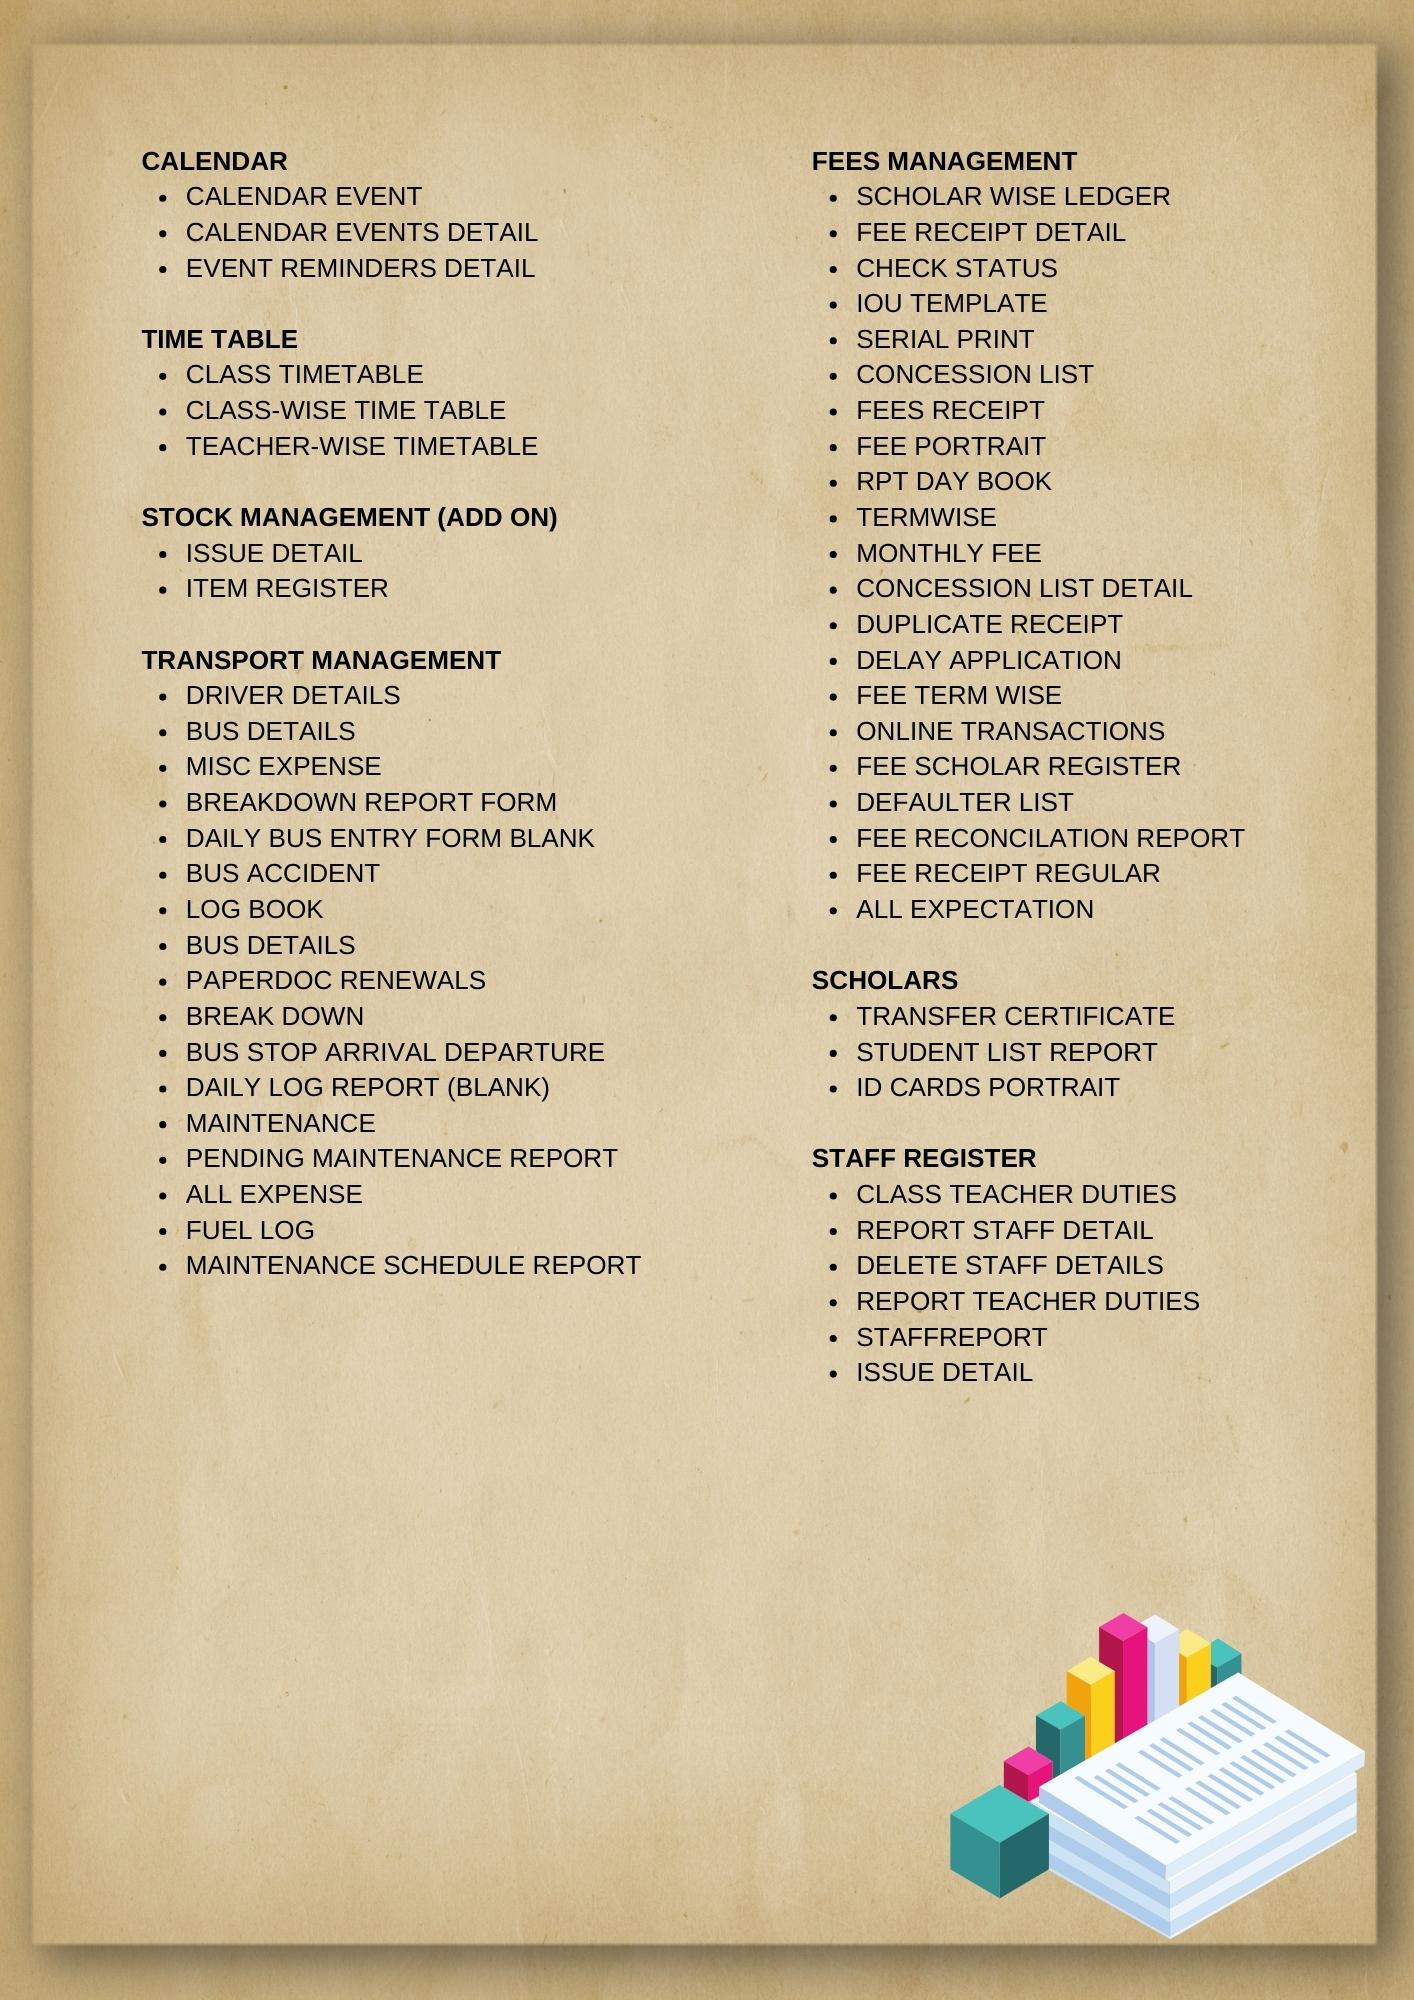 CALENDAR
• CALENDAR EVENT
• CALENDAR EVENTS DETAIL
• EVENT REMINDERS DETAIL
TIME TABLE
• CLASS TIMETABLE
• CLASS-WISE TIME TABLE
• TEACHER-WISE TIMETABLE
STOCK MANAGEMENT (ADD ON)
• ISSUE DETAIL
• ITEM REGISTER
TRANSPORT MANAGEMENT
• DRIVER DETAILS
• BUS DETAILS
• MISC EXPENSE
• BREAKDOWN REPORT FORM
• DAILY BUS ENTRY FORM BLANK
• BUS ACCIDENT
• LOG BOOK
• BUS DETAILS
• PAPERDOC RENEWALS
• BREAK DOWN
• BUS STOP ARRIVAL DEPARTURE
• DAILY LOG REPORT (BLANK)
• MAINTENANCE
• PENDING MAINTENANCE REPORT
• ALL EXPENSE
• FUEL LOG
• MAINTENANCE SCHEDULE REPORT
FEES MANAGEMENT
• SCHOLAR WISE LEDGER
• FEE RECEIPT DETAIL
• CHECK STATUS
• IOU TEMPLATE
• SERIAL PRINT
• CONCESSION LIST
• FEES RECEIPT
• FEE PORTRAIT
• RPT DAY BOOK
• TERMWISE
• MONTHLY FEE
• CONCESSION LIST DETAIL
• DUPLICATE RECEIPT
• DELAY APPLICATION
• FEE TERM WISE
• ONLINE TRANSACTIONS
• FEE SCHOLAR REGISTER
• DEFAULTER LIST
• FEE RECONCILATION REPORT
• FEE RECEIPT REGULAR
• ALL EXPECTATION
SCHOLARS
• TRANSFER CERTIFICATE
• STUDENT LIST REPORT
• ID CARDS PORTRAIT
STAFF REGISTER
• CLASS TEACHER DUTIES
• REPORT STAFF DETAIL
• DELETE STAFF DETAILS
• REPORT TEACHER DUTIES
• STAFFREPORT
• ISSUE DETAIL